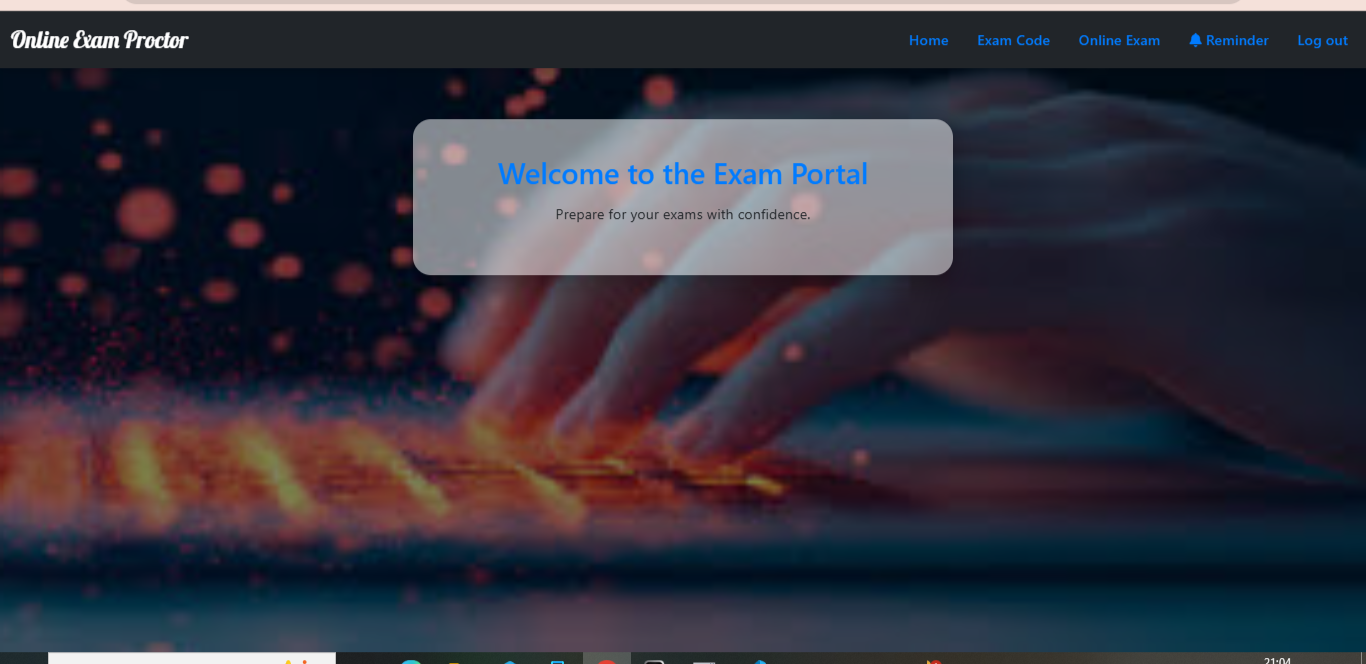 Online Exam Proctor
Home Exam Code Online Exam Reminder Log out
Welcome to the Exam Portal
Prepare for your exams with confidence.
21:04